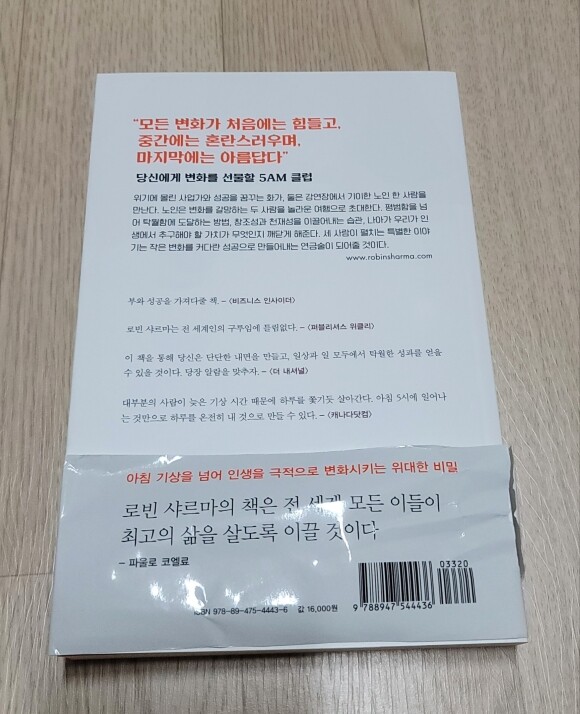 “모든 변화가 처음에는 힘들고,
중간에는 혼란스러우며,
마지막에는 아름답다”
당신에게 변화를 선물할 5AM 클럽
위기에 몰린 사업가와 성공을 꿈꾸는 화가, 둘은 강연장에서 기이한 노인 한 사람을
만난다. 노인은 변화를 갈망하는 두 사람을 놀라운 여행으로 초대한다. 평범함을 넘
어 탁월함에 도달하는 방법, 창조성과 천재성을 이끌어내는 습관, 나아가 우리가 인
생에서 추구해야 할 가치가 무엇인지 깨닫게 해준다. 세 사람이 펼치는 특별한 이야
기는 작은 변화를 커다란 성공으로 만들어내는 연금술이 되어줄 것이다.
www.robinsharma.com
부와 성공을 가져다줄 책. – 〈비즈니스 인사이더〉
로빈 샤르마는 전 세계인의 구루임에 틀림없다. – 〈퍼블리셔스 위클리〉
이 책을 통해 당신은 단단한 내면을 만들고, 일상과 일 모두에서 탁월한 성과를 얻을
수 있을 것이다. 당장 알람을 맞추자. – 〈더 내셔널〉
대부분의 사람이 늦은 기상 시간 때문에 하루를 쫓기듯 살아간다. 아침 5시에 일어나
는 것만으로 하루를 온전히 내 것으로 만들 수 있다. – 〈캐나다닷컴〉
아침 기상을 넘어 인생을 극적으로 변화시키는 위대한 비밀
로빈 샤르마의 책은 전 세계 모든 이들이
최고의 삶을 살도록 이끌 것이다
– 파울로 코엘료
03320
ISBN 978-89-475-4443-6 값 16,000원
9 788947 544436